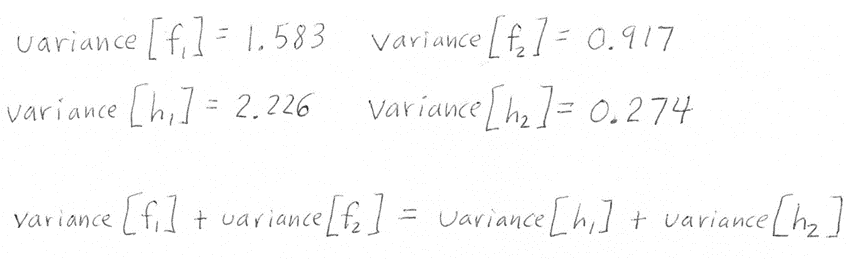 variance [f₁] = 1.583 variance [f₂] = 0.917
variance [h₁] = 2.226 variance [h₂] = 0.274
variance [f₁] + variance [f₂] = variance [h₁] + variance [h₂]